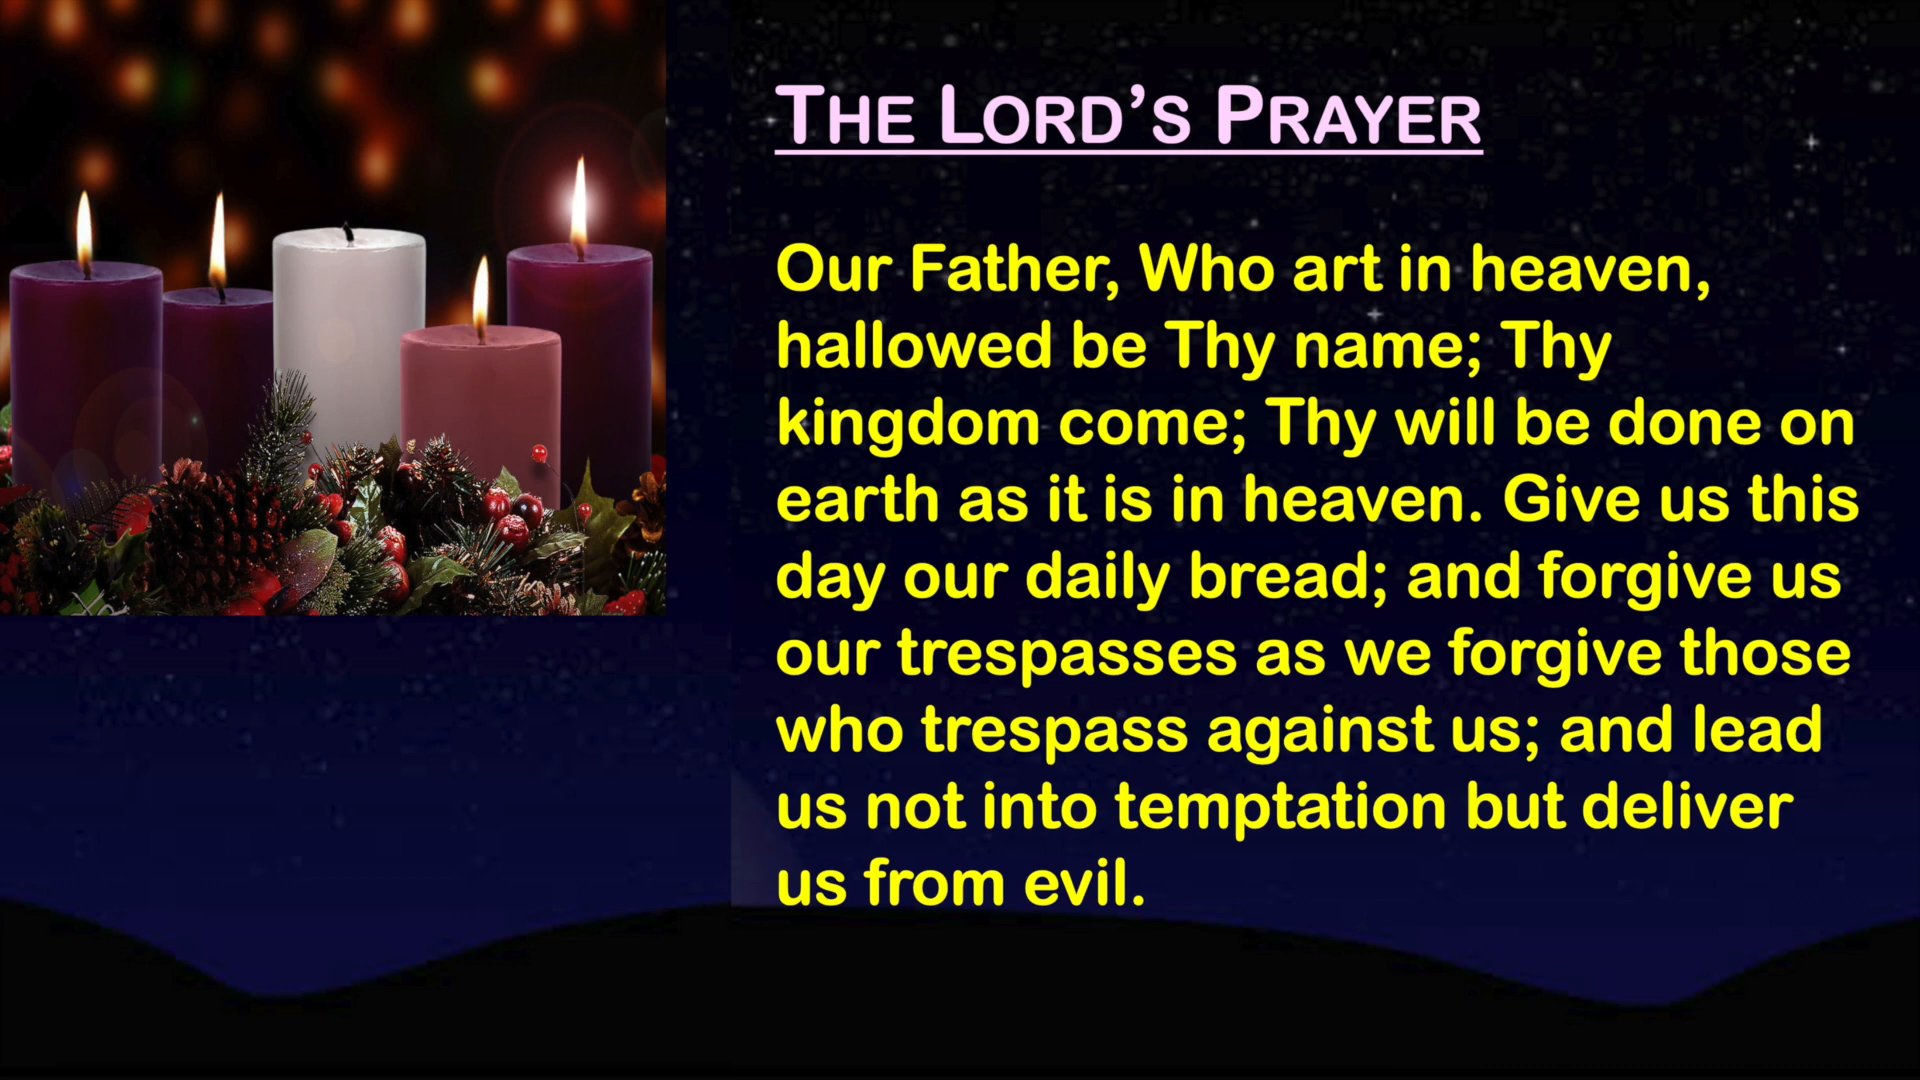 THE LORD’S PRAYER
Our Father, Who art in heaven,
hallowed be Thy name; Thy
kingdom come; Thy will be done on
earth as it is in heaven. Give us this
day our daily bread; and forgive us
our trespasses as we forgive those
who trespass against us; and lead
us not into temptation but deliver
us from evil.